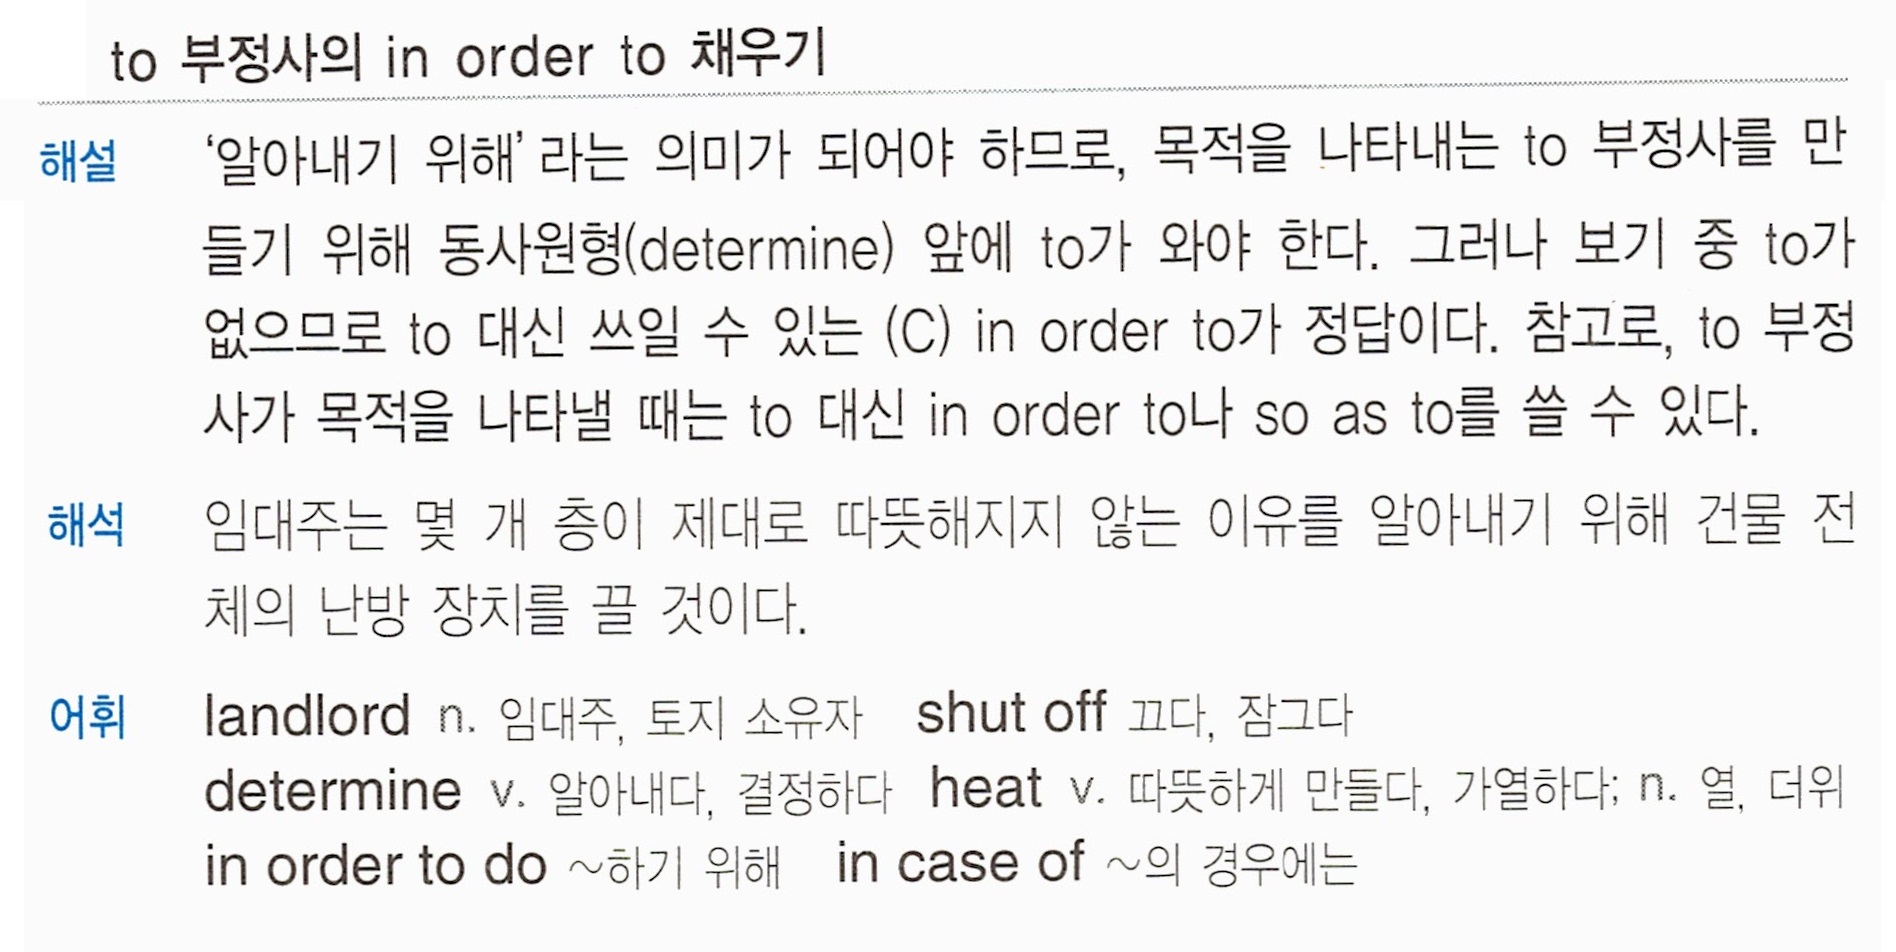 to 부정사의 in order to 채우기
해설 ‘알아내기 위해’라는 의미가 되어야 하므로, 목적을 나타내는 to 부정사를 만
들기 위해 동사원형(determine) 앞에 to가 와야 한다. 그러나 보기 중 to가
없으므로 to 대신 쓰일 수 있는 (C) in order to가 정답이다. 참고로, to 부정
사가 목적을 나타낼 때는 to 대신 in order to나 so as to를 쓸 수 있다.
해석 임대주는 몇 개 층이 제대로 따뜻해지지 않는 이유를 알아내기 위해 건물 전
체의 난방 장치를 끌 것이다.
어휘 landlord n. 임대주, 토지 소유자 shut off 끄다, 잠그다
determine v. 알아내다, 결정하다 heat v. 따뜻하게 만들다, 가열하다; n. 열, 더위
in order to do ~하기 위해 in case of ~의 경우에는